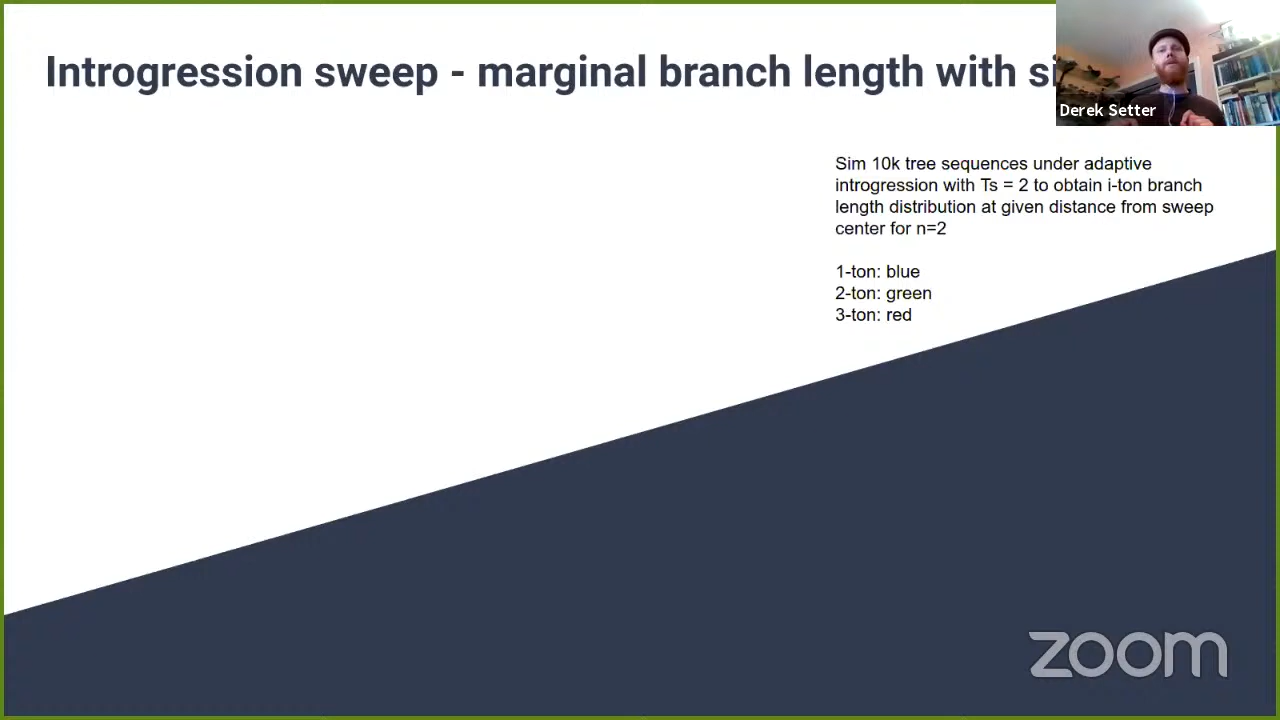 Introgression sweep - marginal branch length with si
Derek Setter
Sim 10k tree sequences under adaptive
introgression with Ts = 2 to obtain i-ton branch
length distribution at given distance from sweep
center for n=2
1-ton: blue
2-ton: green
3-ton: red
zoom